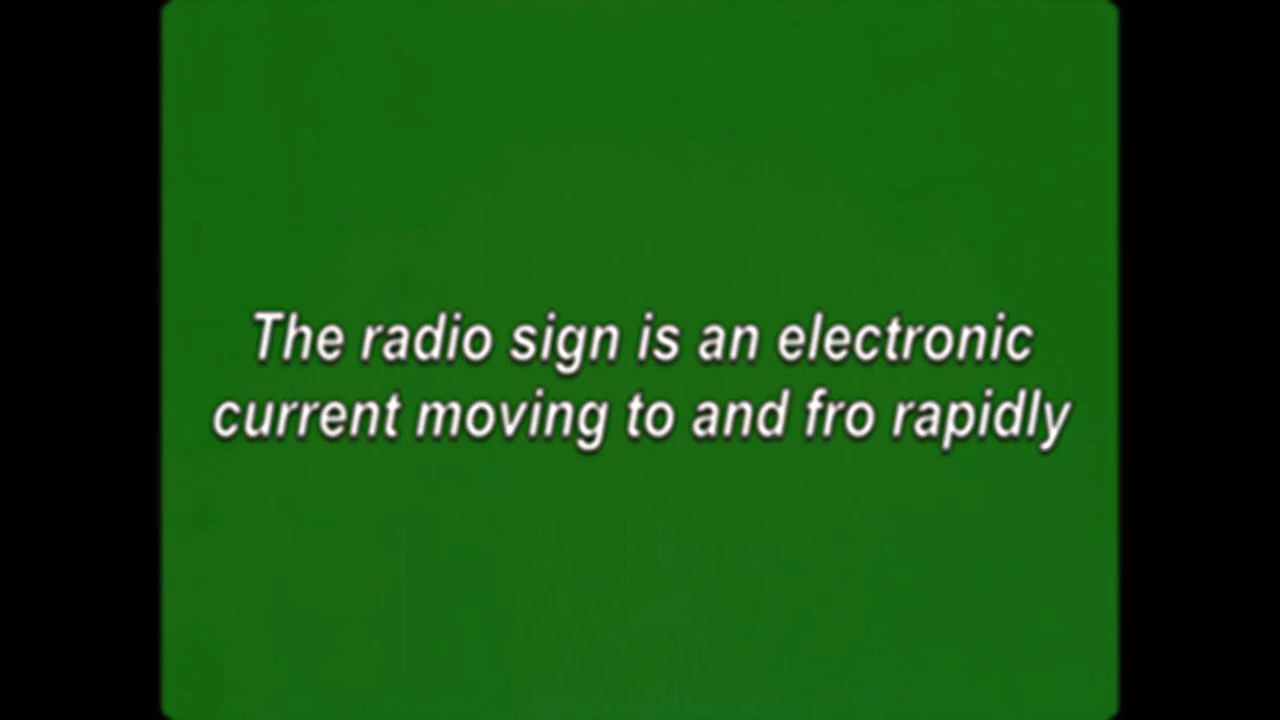 The radio sign is an electronic
current moving to and fro rapidly